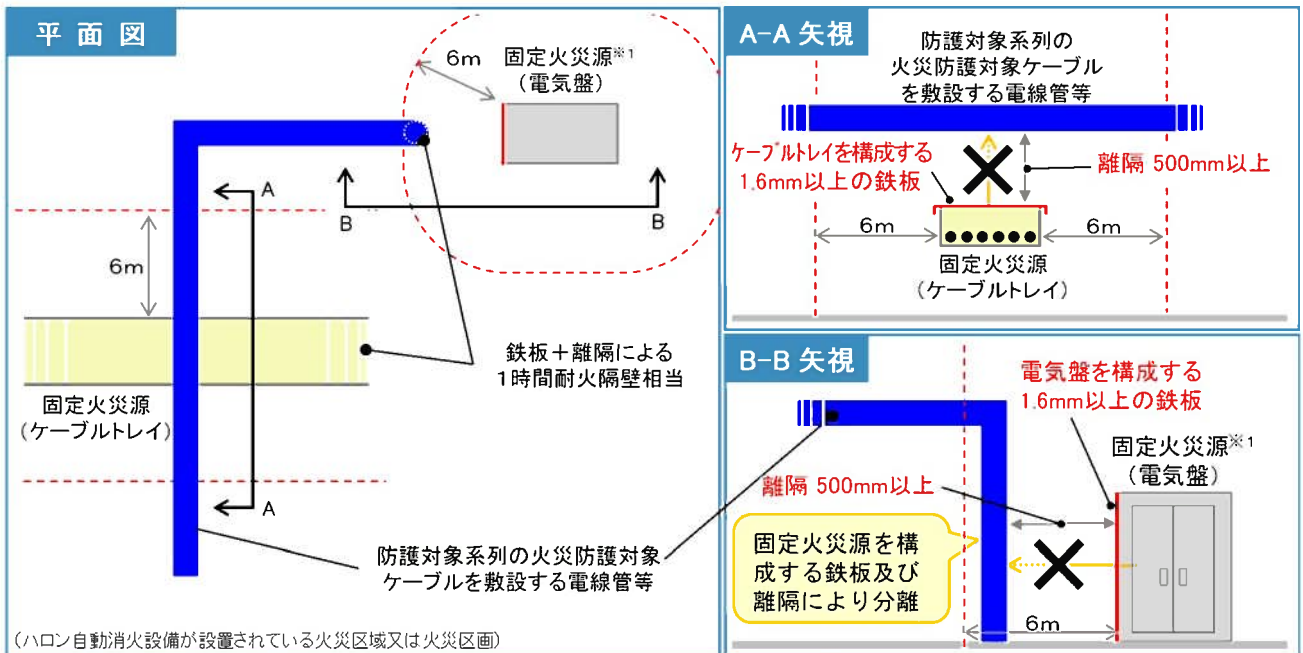 平面図
6m
固定火災源※1
(電気盤)
A
B
B
6m
鉄板＋離隔による
1時間耐火隔壁相当
固定火災源
(ケーブルトレイ)
A
防護対象系列の火災防護対象
ケーブルを敷設する電線管等
(ハロン自動消火設備が設置されている火災区域又は火災区画)
A-A 矢視
防護対象系列の
火災防護対象ケーブル
を敷設する電線管等
ケーブルトレイを構成する
1.6mm以上の鉄板
離隔 500mm以上
6m
6m
固定火災源
(ケーブルトレイ)
B-B 矢視
電気盤を構成する
1.6mm以上の鉄板
固定火災源※1
(電気盤)
離隔 500mm以上
固定火災源を構
成する鉄板及び
離隔により分離
6m